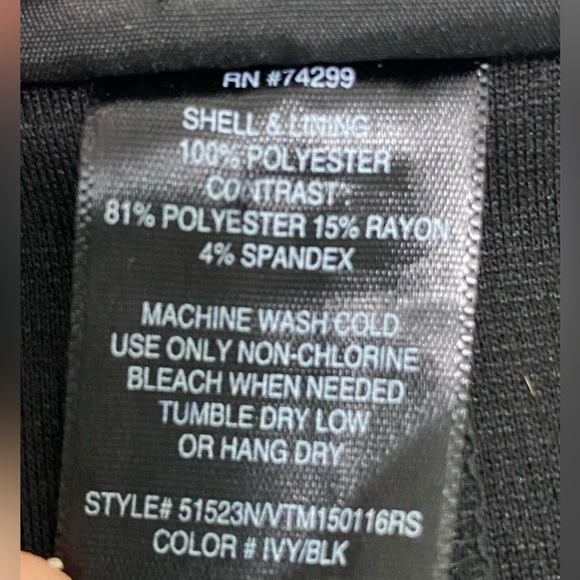 RN #74299
SHELL & LINING
100% POLYESTER
CONTRAST:
81% POLYESTER 15% RAYON
4% SPANDEX
MACHINE WASH COLD
USE ONLY NON-CHLORINE
BLEACH WHEN NEEDED
TUMBLE DRY LOW
OR HANG DRY
STYLE# 51523N/VTM150116RS
COLOR # IVY/BLK